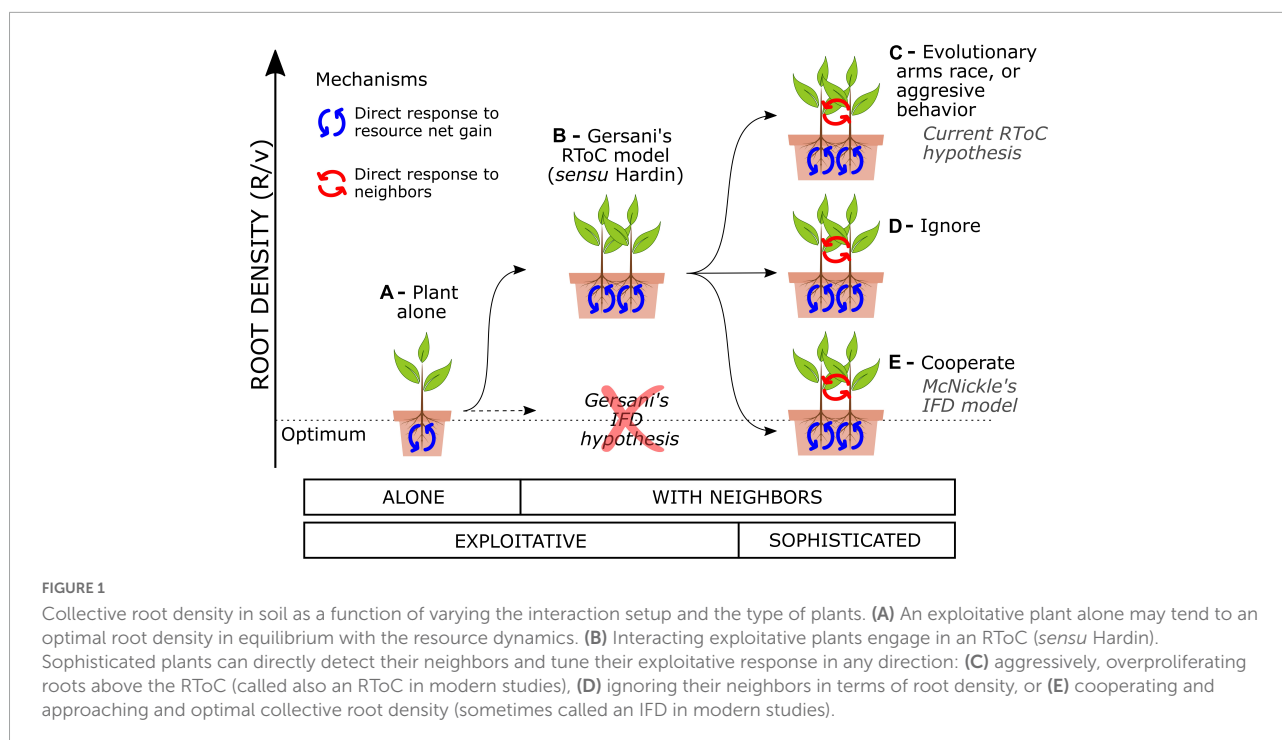 ROOT DENSITY (R/v)
Mechanisms
Direct response to
resource net gain
Direct response to
neighbors
Optimum
A - Plant
alone
B - Gersani's
RToC model
(sensu Hardin)
Gersani's
IFD
hypothesis
C - Evolutionary
arms race, or
aggresive
behavior
Current RToC
hypothesis
D - Ignore
E - Cooperate
McNickle's
IFD model
ALONE
WITH NEIGHBORS
EXPLOITATIVE
SOPHISTICATED
FIGURE 1
Collective root density in soil as a function of varying the interaction setup and the type of plants. (A) An exploitative plant alone may tend to an
optimal root density in equilibrium with the resource dynamics. (B) Interacting exploitative plants engage in an RToC (sensu Hardin).
Sophisticated plants can directly detect their neighbors and tune their exploitative response in any direction: (C) aggressively, overproliferating
roots above the RToC (called also an RToC in modern studies), (D) ignoring their neighbors in terms of root density, or (E) cooperating and
approaching and optimal collective root density (sometimes called an IFD in modern studies).